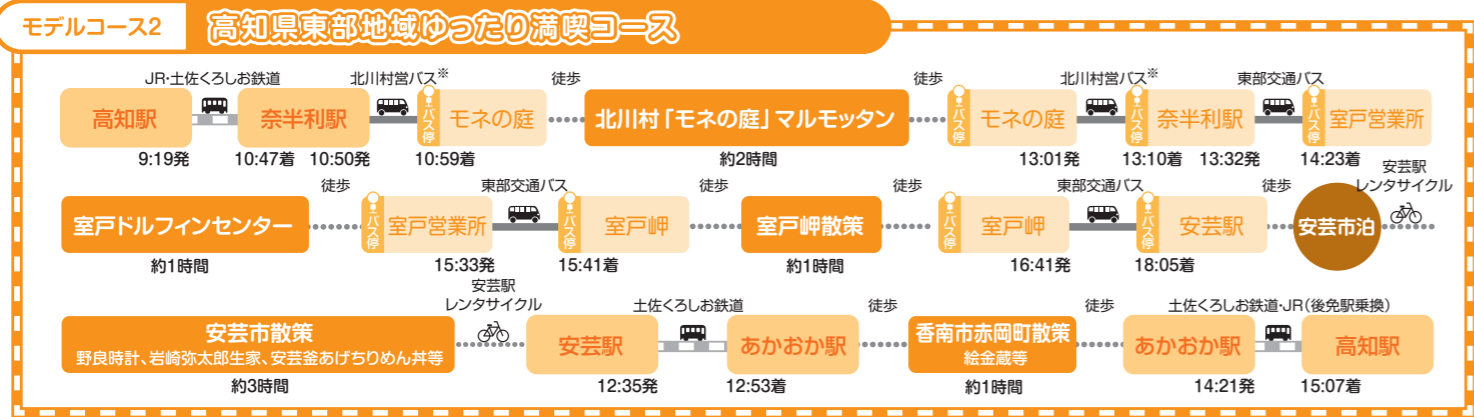 モデルコース2
高知県東部地域ゆったり満喫コース
JR・土佐くろしお鉄道 北川村営バス※ 徒歩 徒歩 北川村営バス※ 東部交通バス
高知駅 奈半利駅 バス停 モネの庭 北川村「モネの庭」マルモッタン バス停 モネの庭 バス停 奈半利駅 バス停 室戸営業所
9:19発 10:47着 10:50発 10:59着 約2時間 13:01発 13:10着 13:32発 14:23着
徒歩 東部交通バス 徒歩 徒歩 東部交通バス 徒歩 安芸駅
レンタサイクル
室戸ドルフィンセンター バス停 室戸営業所 バス停 室戸岬 室戸岬散策 バス停 室戸岬 バス停 安芸駅 安芸市泊
約1時間 15:33発 15:41着 約1時間 16:41発 18:05着
安芸駅
レンタサイクル 土佐くろしお鉄道 徒歩 徒歩 土佐くろしお鉄道・JR(後免駅乗換)
安芸市散策
野良時計、岩崎弥太郎生家、安芸釜あげちりめん丼等
安芸駅 あかおか駅 香南市赤岡町散策
絵金蔵等
あかおか駅 高知駅
約3時間 12:35発 12:53着 約1時間 14:21発 15:07着